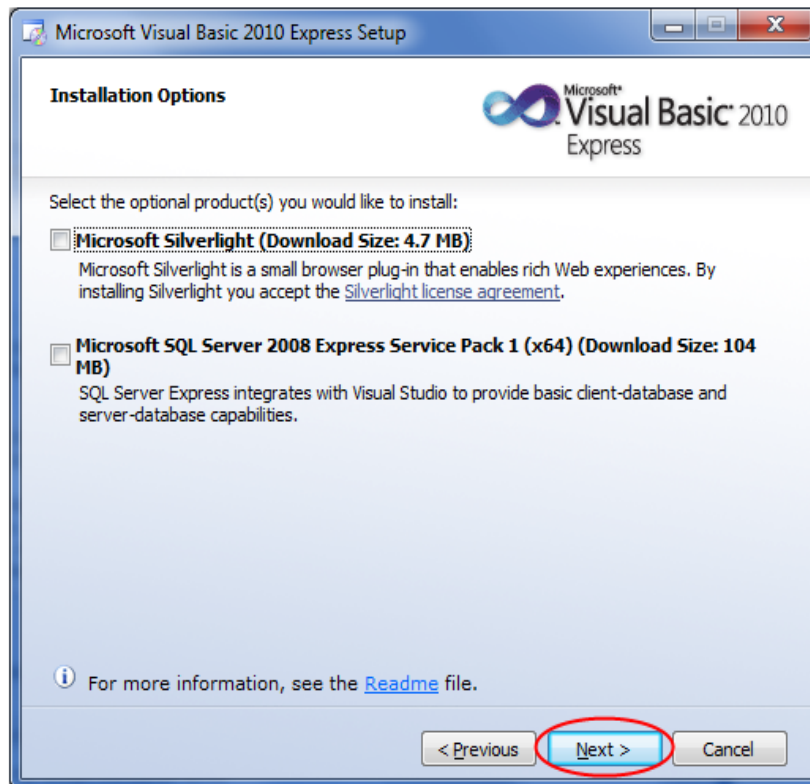 Microsoft Visual Basic 2010 Express Setup
Installation Options
Microsoft®
Visual Basic® 2010
Express
Select the optional product(s) you would like to install:
Microsoft Silverlight (Download Size: 4.7 MB)
Microsoft Silverlight is a small browser plug-in that enables rich Web experiences. By
installing Silverlight you accept the Silverlight license agreement.
Microsoft SQL Server 2008 Express Service Pack 1 (x64) (Download Size: 104
MB)
SQL Server Express integrates with Visual Studio to provide basic client-database and
server-database capabilities.
For more information, see the Readme file.
< Previous
Next >
Cancel